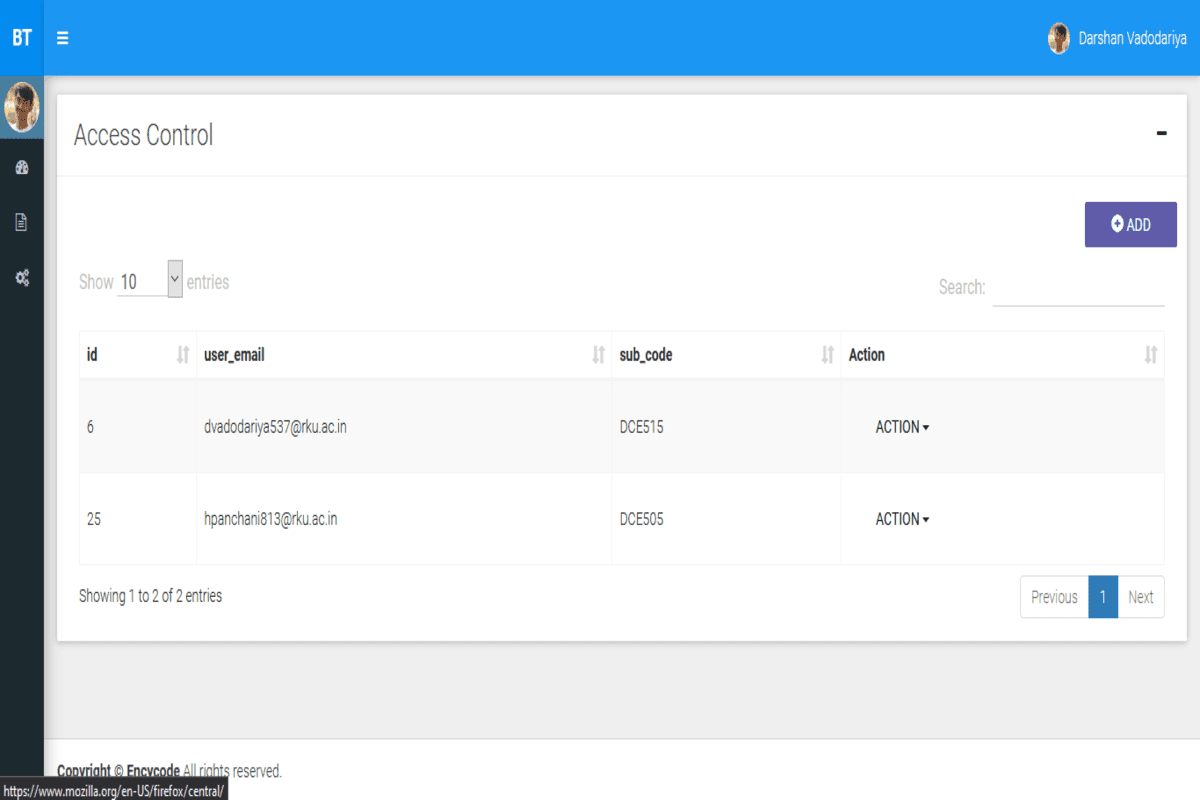 BT
Darshan Vadodariya
Access Control
ADD
Show 10 entries
Search:
id user_email sub_code Action
6 dvadodariya537@rku.ac.in DCE515 ACTION
25 hpanchani813@rku.ac.in DCE505 ACTION
Showing 1 to 2 of 2 entries
Previous 1 Next
Copyright © Encycode All rights reserved.
https://www.mozilla.org/en-US/firefox/central/